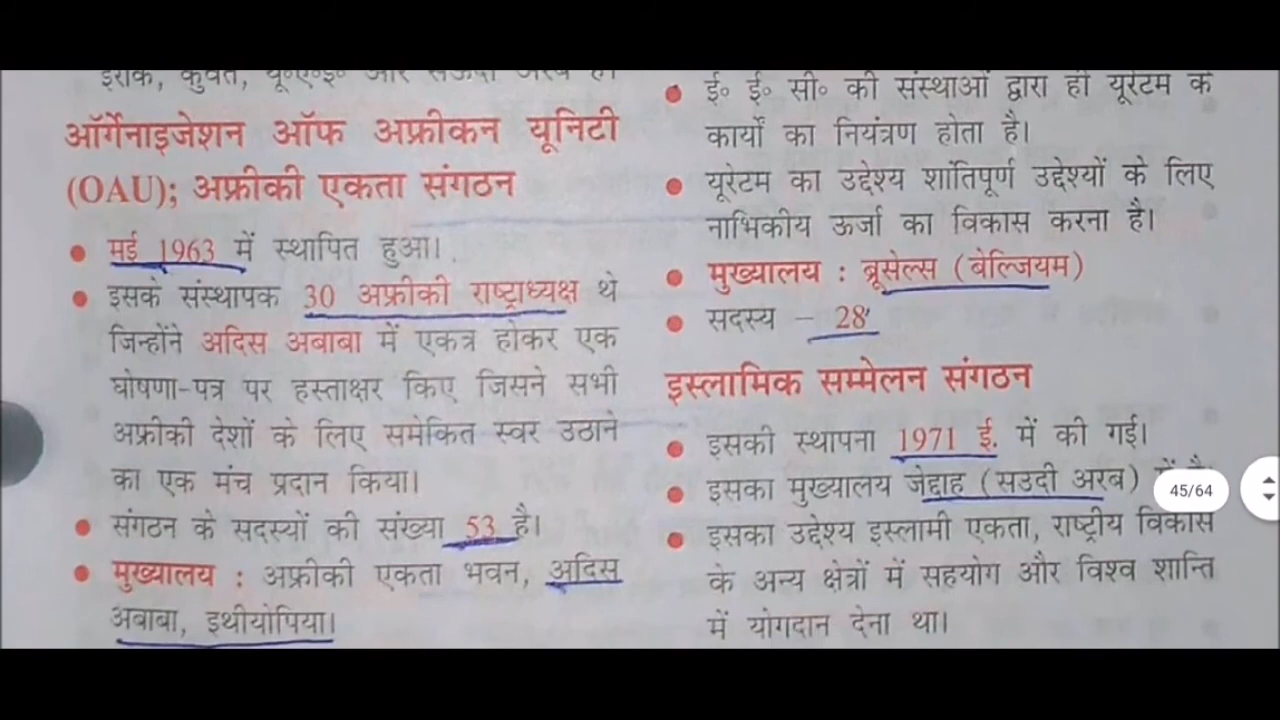 इराक, कुवैत, यू॰ए॰ई॰ और सऊदी अरब हैं।
ऑर्गेनाइजेशन ऑफ अफ्रीकन यूनिटी
(OAU); अफ्रीकी एकता संगठन
● मई 1963 में स्थापित हुआ।
● इसके संस्थापक 30 अफ्रीकी राष्ट्राध्यक्ष थे
जिन्होंने अदिस अबाबा में एकत्र होकर एक
घोषणा-पत्र पर हस्ताक्षर किए जिसने सभी
अफ्रीकी देशों के लिए समेकित स्वर उठाने
का एक मंच प्रदान किया।
● संगठन के सदस्यों की संख्या 53 है।
● मुख्यालय : अफ्रीकी एकता भवन, अदिस
अबाबा, इथीयोपिया।
● ई॰ ई॰ सी॰ की संस्थाओं द्वारा ही यूरेटम के
कार्यों का नियंत्रण होता है।
● यूरेटम का उद्देश्य शांतिपूर्ण उद्देश्यों के लिए
नाभिकीय ऊर्जा का विकास करना है।
● मुख्यालय : ब्रूसेल्स (बेल्जियम)
● सदस्य – 28
इस्लामिक सम्मेलन संगठन
● इसकी स्थापना 1971 ई. में की गई।
● इसका मुख्यालय जेद्दाह (सउदी अरब) में
45/64
● इसका उद्देश्य इस्लामी एकता, राष्ट्रीय विकास
के अन्य क्षेत्रों में सहयोग और विश्व शान्ति
में योगदान देना था।